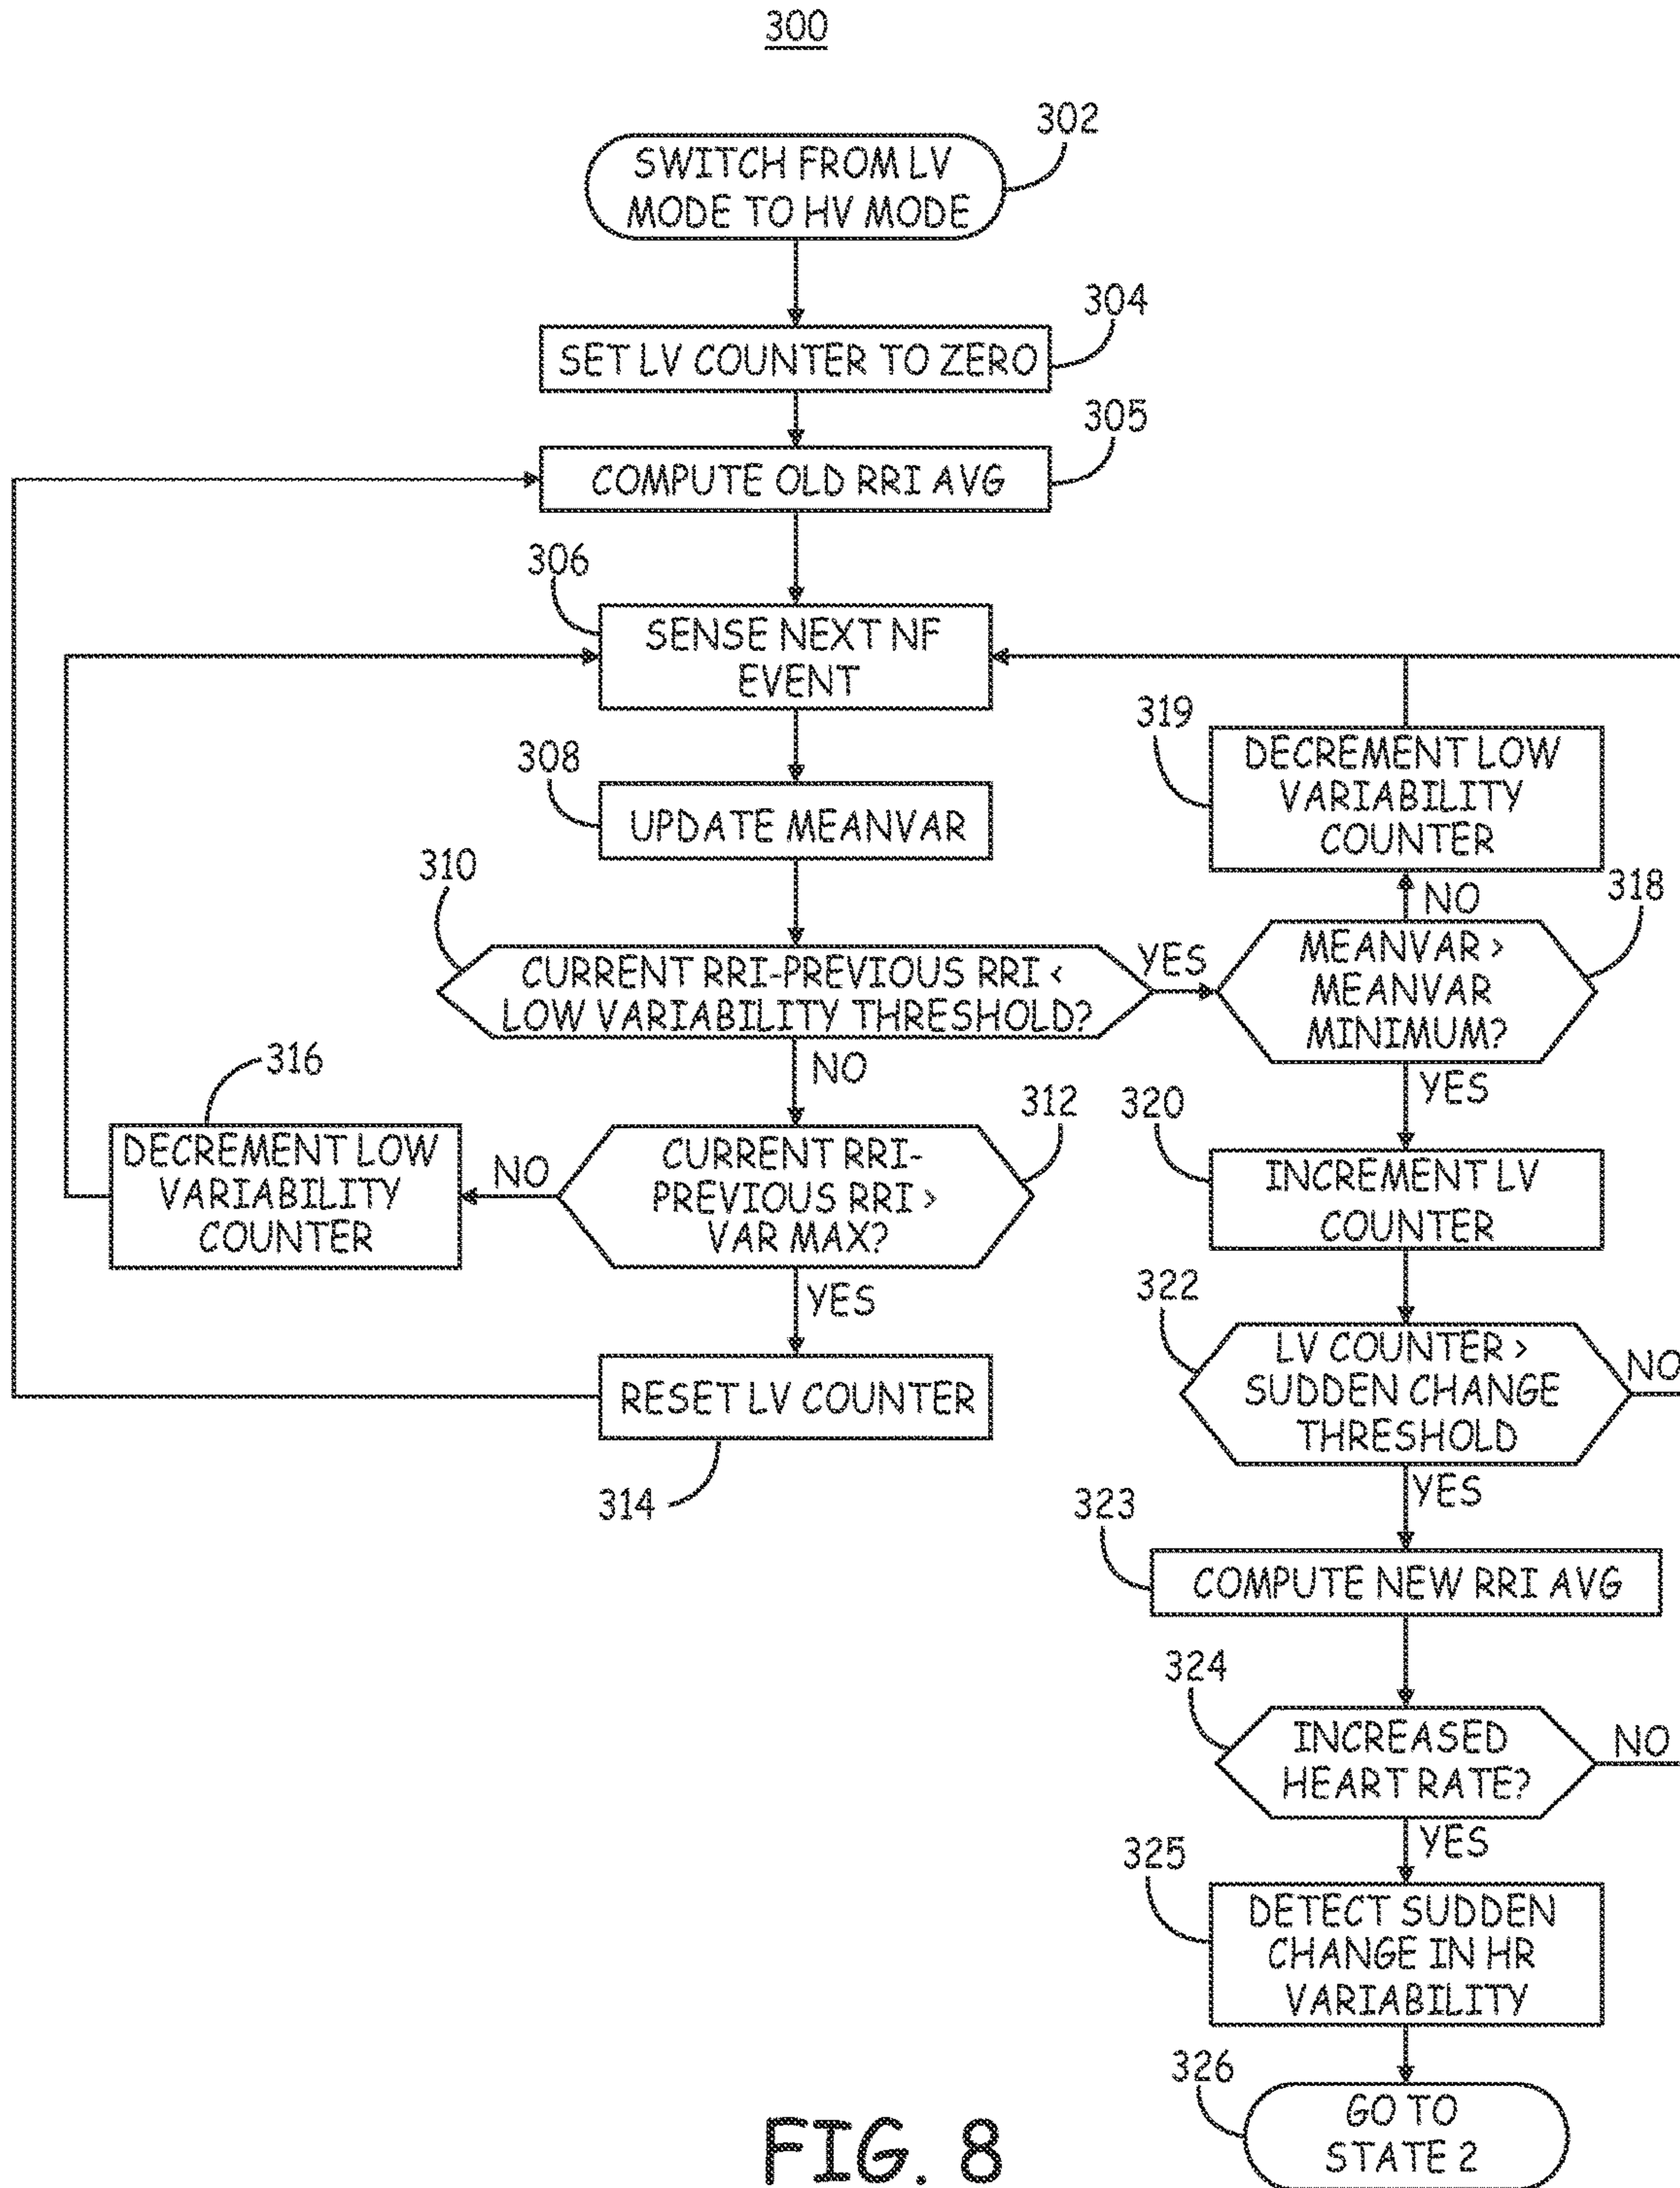 300
302
SWITCH FROM LV
MODE TO HV MODE
304
SET LV COUNTER TO ZERO
305
COMPUTE OLD RRI AVG
306
SENSE NEXT NF
EVENT
308
UPDATE MEANVAR
310
CURRENT RRI-PREVIOUS RRI <
LOW VARIABILITY THRESHOLD?
YES
NO
312
CURRENT RRI-
PREVIOUS RRI >
VAR MAX?
NO
316
DECREMENT LOW
VARIABILITY
COUNTER
YES
RESET LV COUNTER
314
319
DECREMENT LOW
VARIABILITY
COUNTER
NO
318
MEANVAR >
MEANVAR
MINIMUM?
YES
320
INCREMENT LV
COUNTER
322
LV COUNTER >
SUDDEN CHANGE
THRESHOLD
NO
YES
323
COMPUTE NEW RRI AVG
324
INCREASED
HEART RATE?
NO
YES
325
DETECT SUDDEN
CHANGE IN HR
VARIABILITY
326
GO TO
STATE 2
FIG. 8